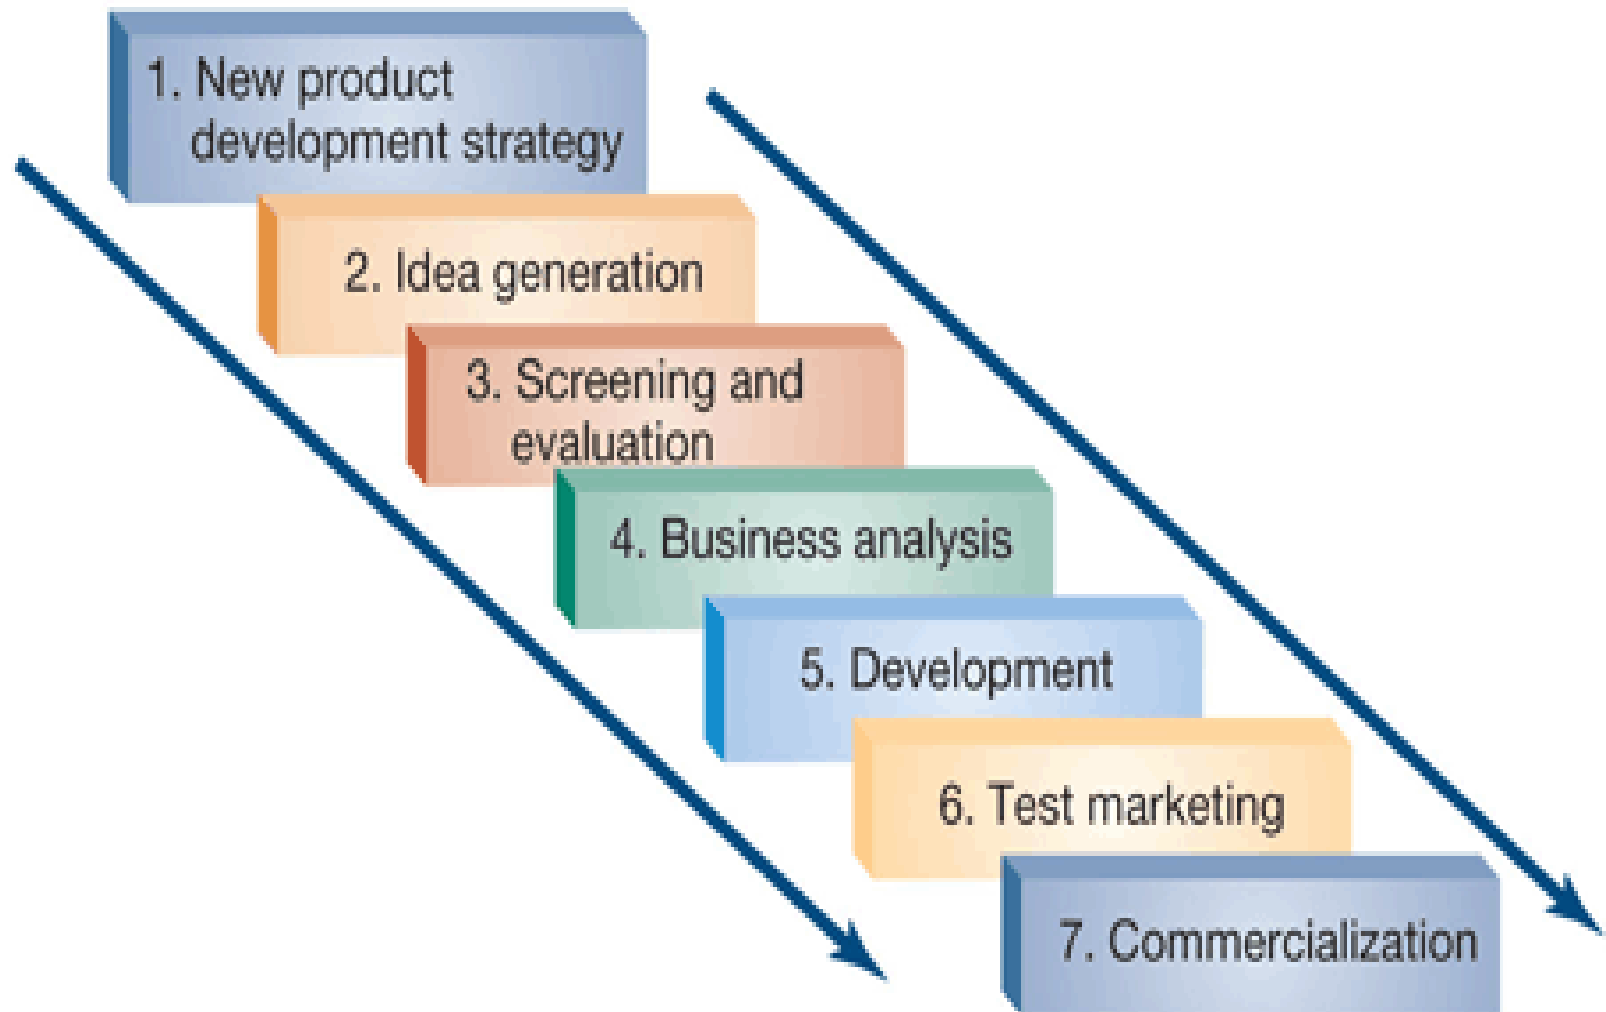 1. New product
development strategy
2. Idea generation
3. Screening and
evaluation
4. Business analysis
5. Development
6. Test marketing
7. Commercialization